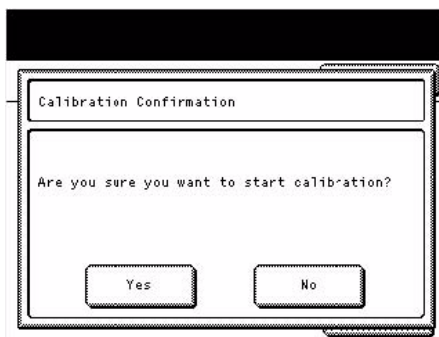 Calibration Confirmation
Are you sure you want to start calibration?
Yes
No